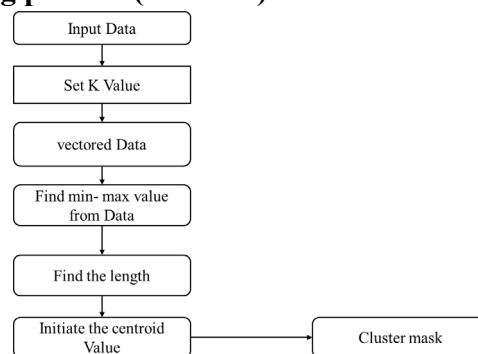 Input Data
Set K Value
vectored Data
Find min- max value
from Data
Find the length
Initiate the centroid
Value
Cluster mask